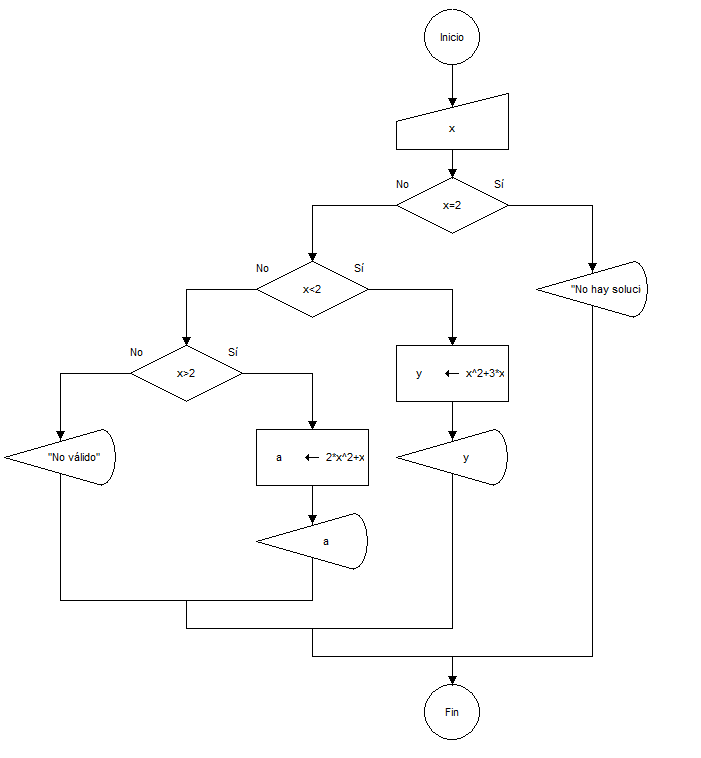 Inicio
x
No
Sí
x=2
No
Sí
x<2
"No hay soluci
No
Sí
x>2
y ← x^2+3*x
"No válido"
a ← 2*x^2+x
y
a
Fin